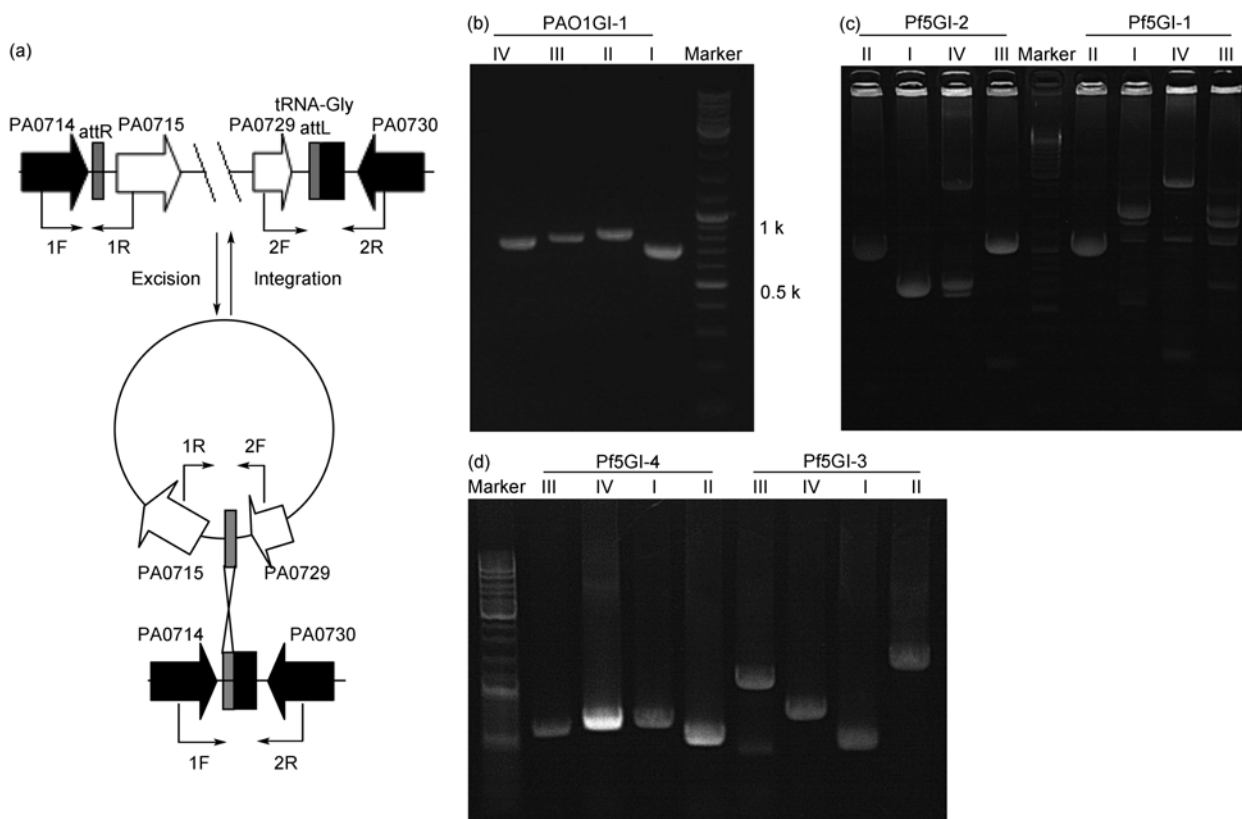 (a)
tRNA-Gly
PA0714 attR PA0715 PA0729 attL PA0730
1F 1R 2F 2R
Excision Integration
1R 2F
PA0715 PA0729
PA0714 PA0730
1F 2R
(b) PAO1GI-1
IV III II I Marker
1 k
0.5 k
(c) Pf5GI-2 Pf5GI-1
II I IV III Marker II I IV III
(d) Pf5GI-4 Pf5GI-3
Marker III IV I II III IV I II